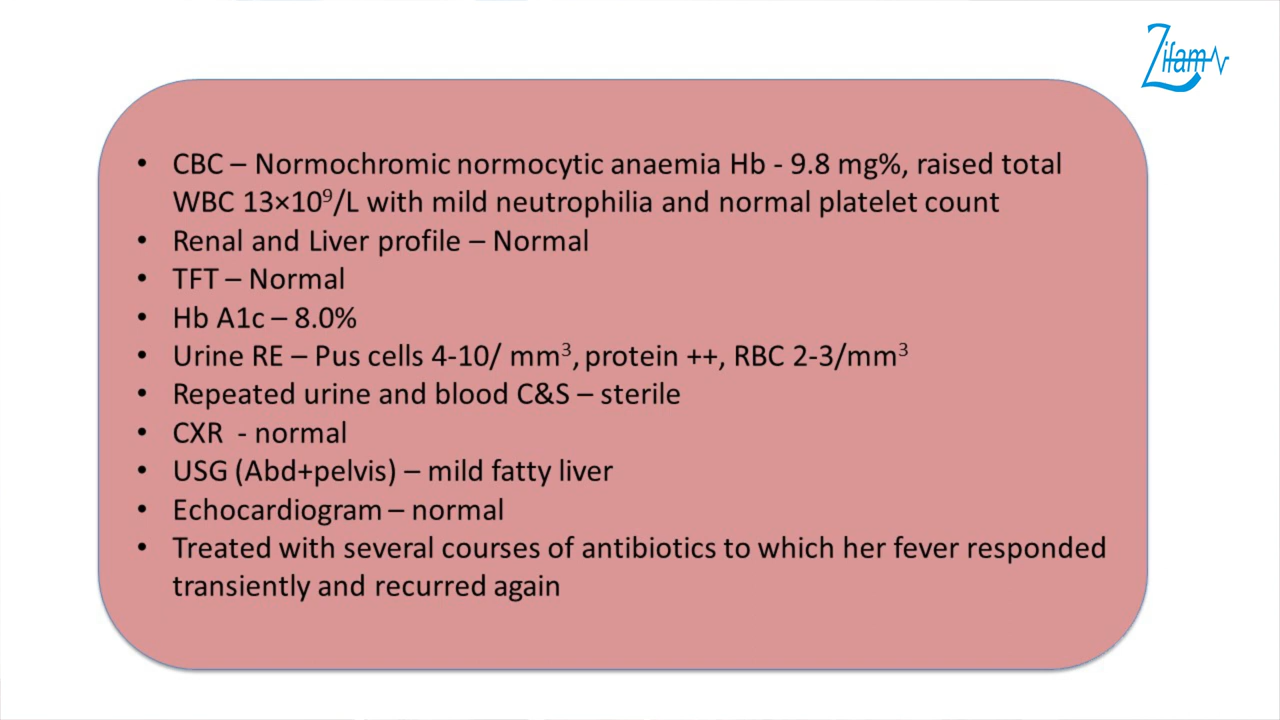 Zifam
• CBC – Normochromic normocytic anaemia Hb - 9.8 mg%, raised total
WBC 13×10⁹/L with mild neutrophilia and normal platelet count
• Renal and Liver profile – Normal
• TFT – Normal
• Hb A1c – 8.0%
• Urine RE – Pus cells 4-10/ mm³, protein ++, RBC 2-3/mm³
• Repeated urine and blood C&S – sterile
• CXR - normal
• USG (Abd+pelvis) – mild fatty liver
• Echocardiogram – normal
• Treated with several courses of antibiotics to which her fever responded
transiently and recurred again